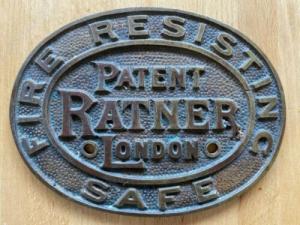 FIRE RESISTING
PATENT
RATNER
LONDON
SAFE